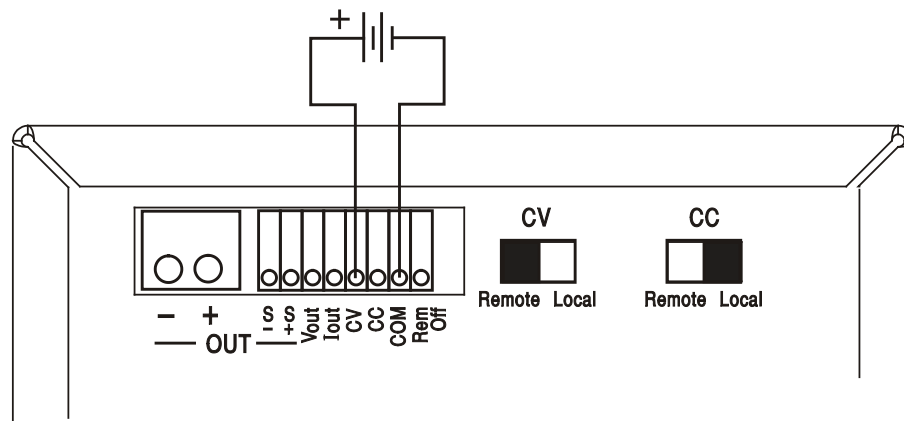 +
CV CC
Remote Local Remote Local
- +
S - S + Vout Iout CV CC COM Rem Off
OUT